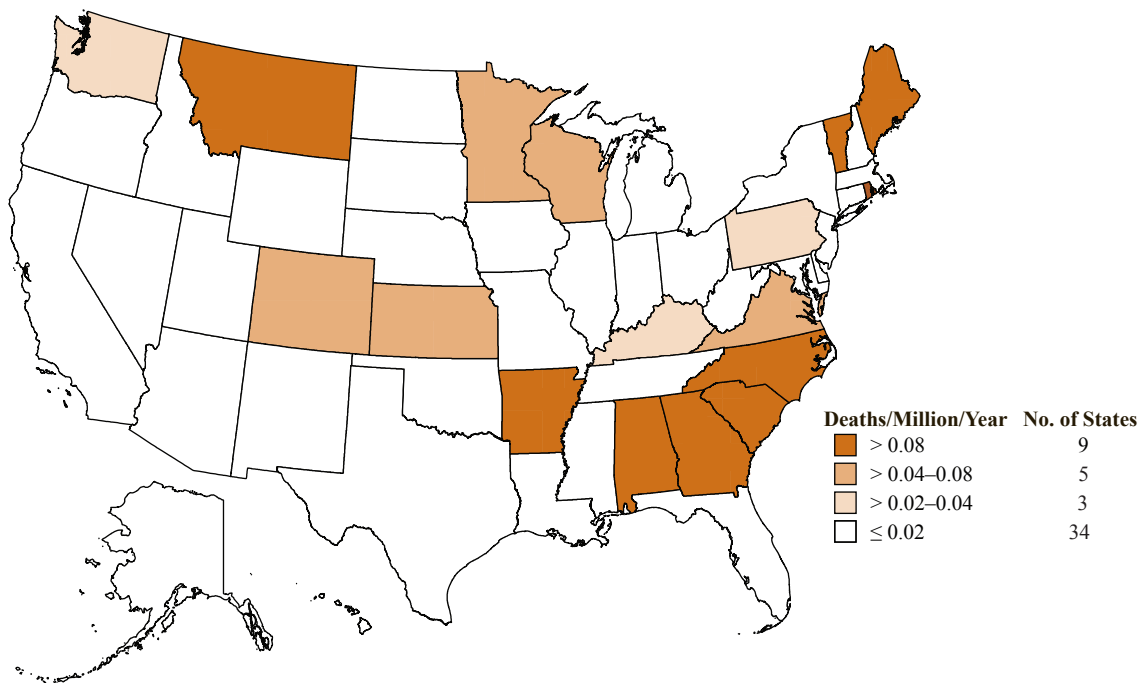 Deaths/Million/Year No. of States
> 0.08 9
> 0.04–0.08 5
> 0.02–0.04 3
≤ 0.02 34